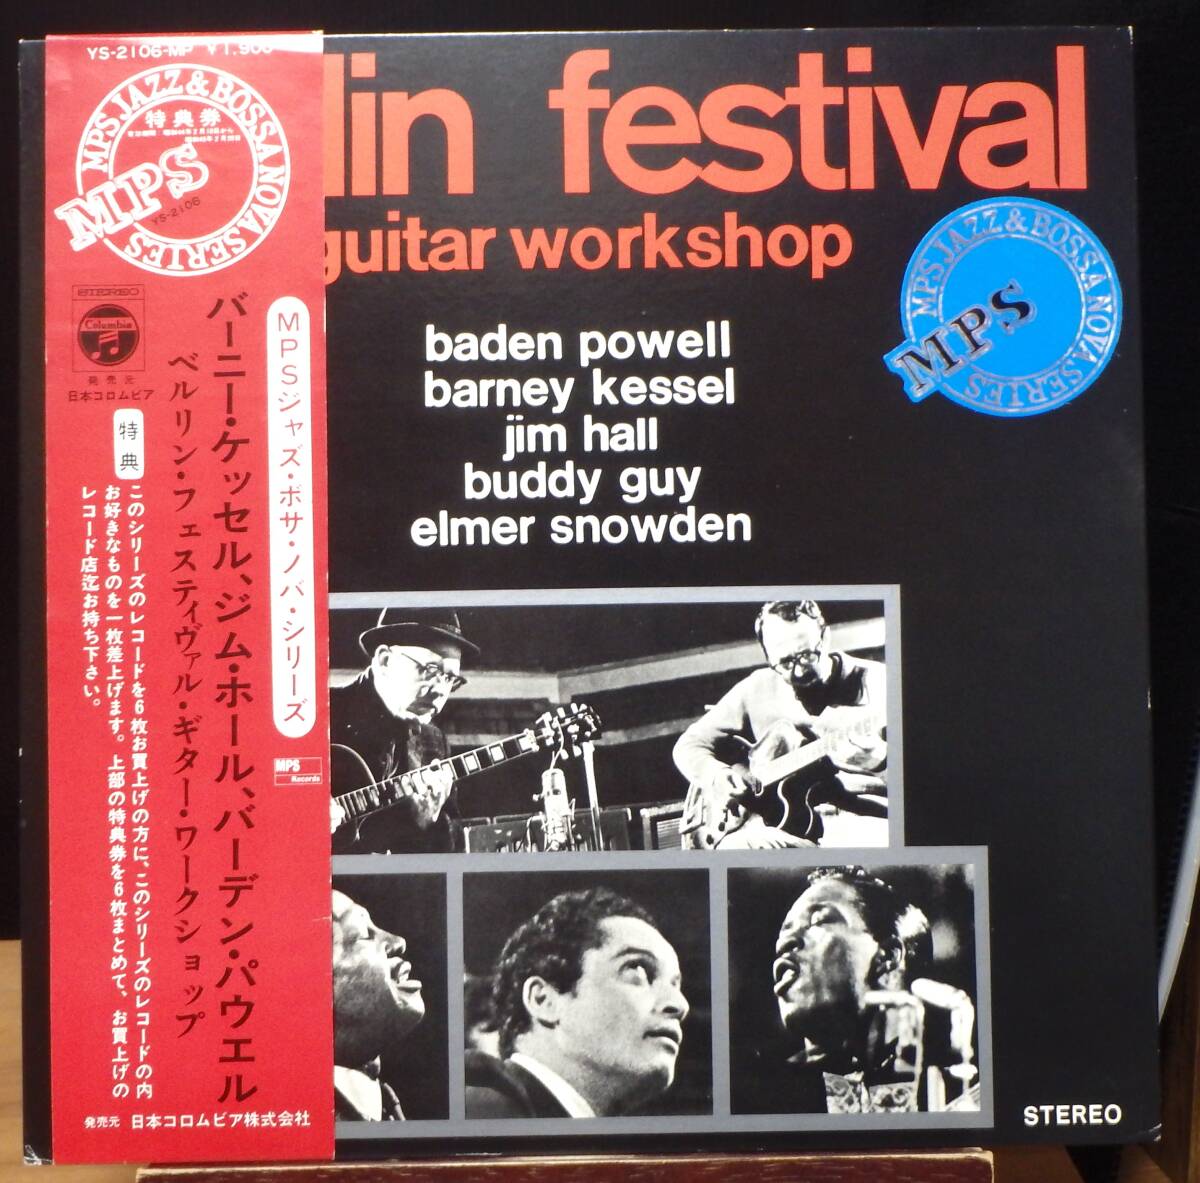 YS-2106-MP ¥1,900
MPS JAZZ & BOSSA NOVA SERIES
特典券
MPS
YS-2106
STEREO
Columbia
発売元
日本コロムビア
MPSジャズ・ボサ・ノバ・シリーズ
バーニー・ケッセル、ジム・ホール、バーデン・パウエル
ベルリン・フェスティヴァル・ギター・ワークショップ
特典
このシリーズのレコードを6枚お買上げの方に、このシリーズのレコードの内
お好きなものを一枚差上げます。上部の特典券を6枚まとめて、お買上げの
レコード店迄お持ち下さい。
MPS
Records
発売元 日本コロムビア株式会社
lin festival
guitar workshop
MPS JAZZ & BOSSA NOVA SERIES
MPS
baden powell
barney kessel
jim hall
buddy guy
elmer snowden
STEREO